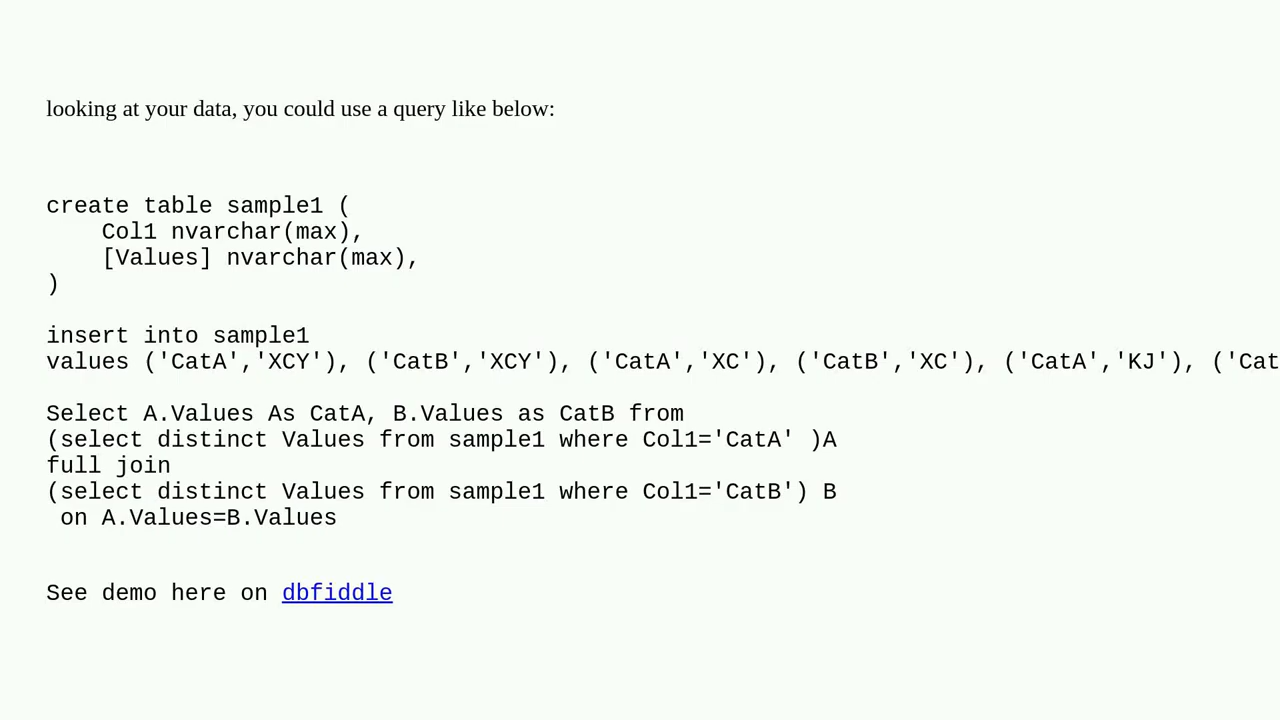 looking at your data, you could use a query like below:
create table sample1 (
    Col1 nvarchar(max),
    [Values] nvarchar(max),
)
insert into sample1
values ('CatA','XCY'), ('CatB','XCY'), ('CatA','XC'), ('CatB','XC'), ('CatA','KJ'), ('Cat
Select A.Values As CatA, B.Values as CatB from
(select distinct Values from sample1 where Col1='CatA' )A
full join
(select distinct Values from sample1 where Col1='CatB') B
 on A.Values=B.Values
See demo here on dbfiddle